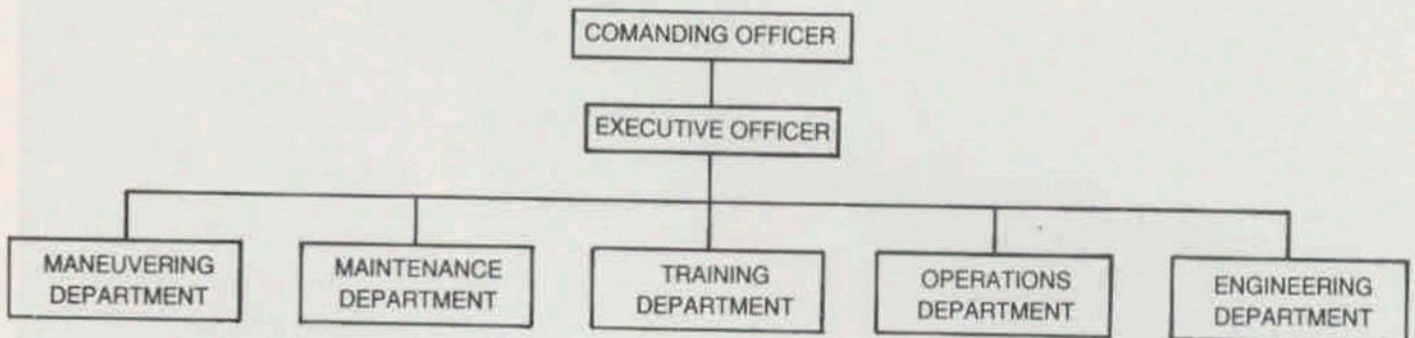 COMANDING OFFICER
EXECUTIVE OFFICER
MANEUVERING
DEPARTMENT
MAINTENANCE
DEPARTMENT
TRAINING
DEPARTMENT
OPERATIONS
DEPARTMENT
ENGINEERING
DEPARTMENT